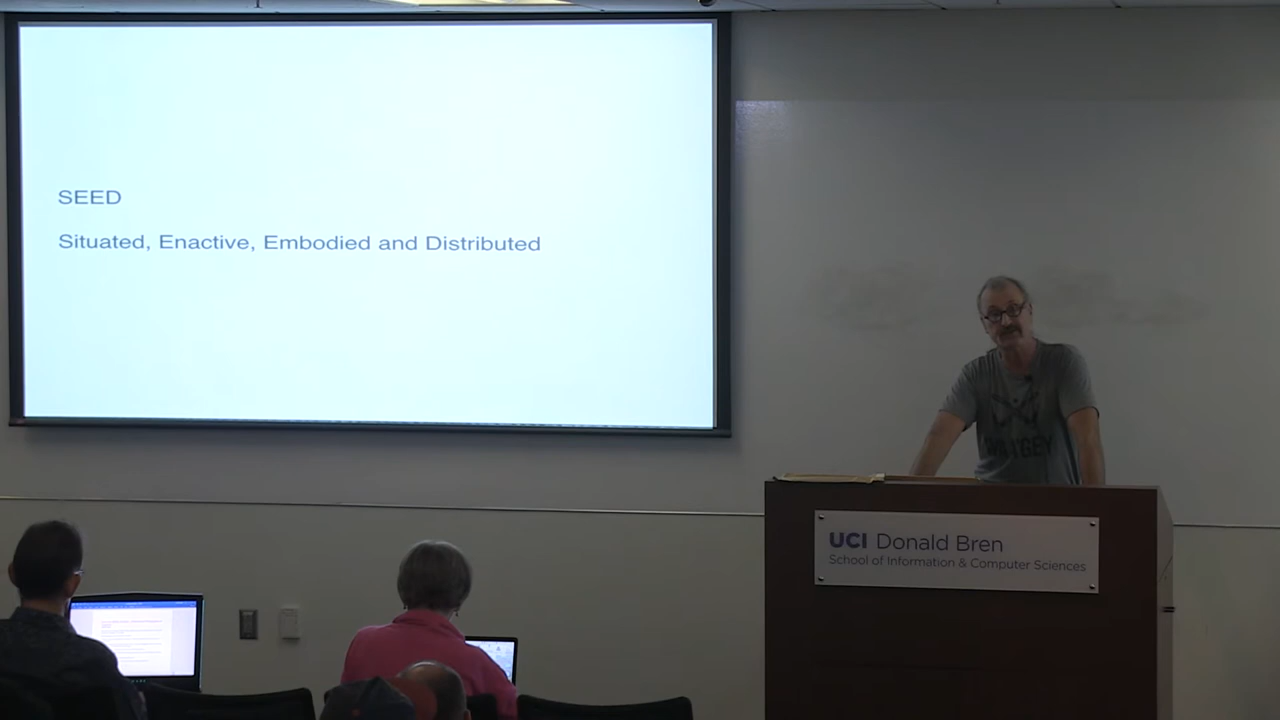 SEED
Situated, Enactive, Embodied and Distributed
UCI Donald Bren
School of Information & Computer Sciences